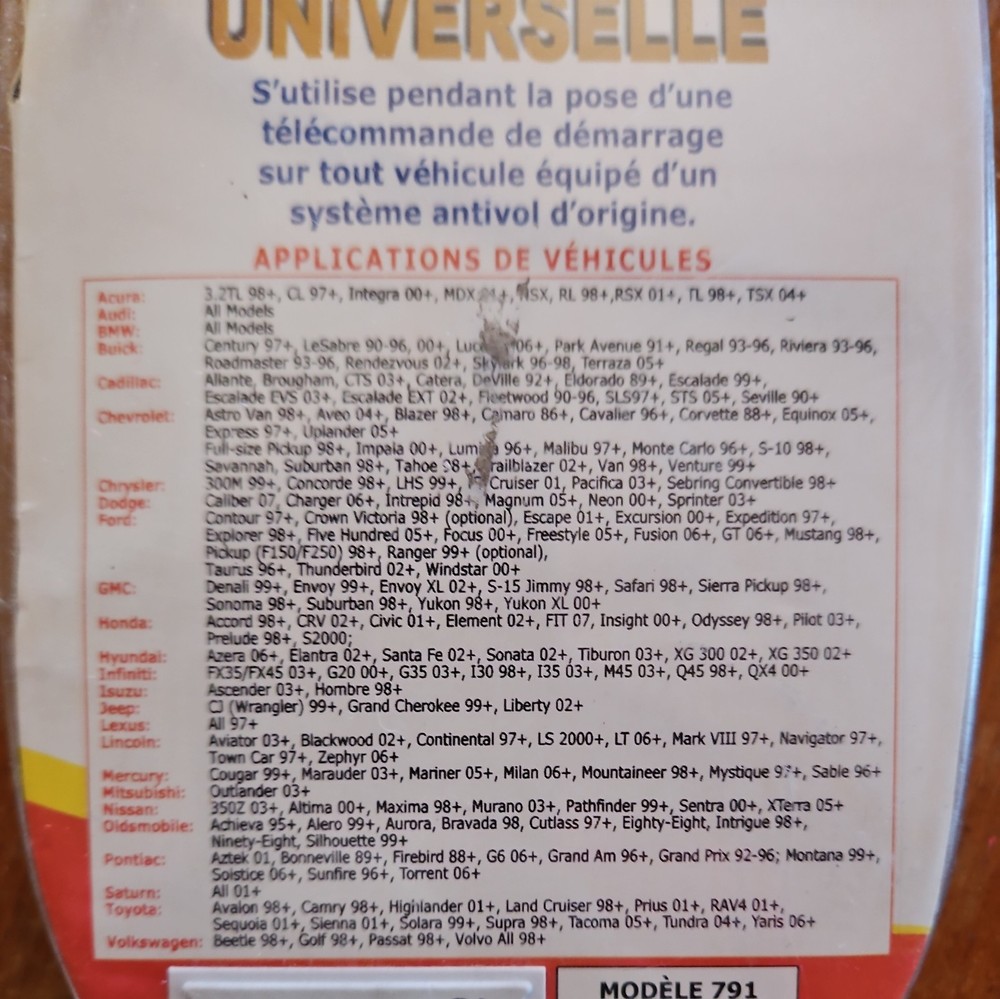 UNIVERSELLE
S'utilise pendant la pose d'une
télécommande de démarrage
sur tout véhicule équipé d'un
système antivol d'origine.
APPLICATIONS DE VÉHICULES
Acura: 3.2TL 98+, CL 97+, Integra 00+, MDX NSX, RL 98+,RSX 01+, TL 98+, TSX 04+
Audi: All Models
BMW: All Models
Buick: Century 97+, LeSabre 90-96, 00+, 06+, Park Avenue 91+, Regal 93-96, Riviera 93-96,
Roadmaster 93-96, Rendezvous 02+, Skylark 96-98, Terraza 05+
Cadillac: Allante, Brougham, CTS 03+, Catera, DeVille 92+, Eldorado 89+, Escalade 99+,
Escalade EVS 03+, Escalade EXT 02+, Fleetwood 90-96, SLS97+, STS 05+, Seville 90+
Chevrolet: Astro Van 98+, Aveo 04+, Blazer 98+, Camaro 86+, Cavalier 96+, Corvette 88+, Equinox 05+,
Express 97+, Uplander 05+
Full-size Pickup 98+, Impala 00+, Lumina 96+, Malibu 97+, Monte Carlo 96+, S-10 98+,
Savannah, Suburban 98+, Tahoe 98+, Trailblazer 02+, Van 98+, Venture 99+
Chrysler: 300M 99+, Concorde 98+, LHS 99+, Cruiser 01, Pacifica 03+, Sebring Convertible 98+
Dodge: Caliber 07, Charger 06+, Intrepid 98+, Magnum 05+, Neon 00+, Sprinter 03+
Ford: Contour 97+, Crown Victoria 98+ (optional), Escape 01+, Excursion 00+, Expedition 97+,
Explorer 98+, Five Hundred 05+, Focus 00+, Freestyle 05+, Fusion 06+, GT 06+, Mustang 98+,
Pickup (F150/F250) 98+, Ranger 99+ (optional),
Taurus 96+, Thunderbird 02+, Windstar 00+
GMC: Denali 99+, Envoy 99+, Envoy XL 02+, S-15 Jimmy 98+, Safari 98+, Sierra Pickup 98+,
Sonoma 98+, Suburban 98+, Yukon 98+, Yukon XL 00+
Honda: Accord 98+, CRV 02+, Civic 01+, Element 02+, FIT 07, Insight 00+, Odyssey 98+, Pilot 03+,
Prelude 98+, S2000;
Hyundai: Azera 06+, Elantra 02+, Santa Fe 02+, Sonata 02+, Tiburon 03+, XG 300 02+, XG 350 02+
Infiniti: FX35/FX45 03+, G20 00+, G35 03+, I30 98+, I35 03+, M45 03+, Q45 98+, QX4 00+
Isuzu: Ascender 03+, Hombre 98+
Jeep: CJ (Wrangler) 99+, Grand Cherokee 99+, Liberty 02+
Lexus: All 97+
Lincoln: Aviator 03+, Blackwood 02+, Continental 97+, LS 2000+, LT 06+, Mark VIII 97+, Navigator 97+,
Town Car 97+, Zephyr 06+
Mercury: Cougar 99+, Marauder 03+, Mariner 05+, Milan 06+, Mountaineer 98+, Mystique 97+, Sable 96+
Mitsubishi: Outlander 03+
Nissan: 350Z 03+, Altima 00+, Maxima 98+, Murano 03+, Pathfinder 99+, Sentra 00+, XTerra 05+
Oldsmobile: Achieva 95+, Alero 99+, Aurora, Bravada 98, Cutlass 97+, Eighty-Eight, Intrigue 98+,
Ninety-Eight, Silhouette 99+
Pontiac: Aztek 01, Bonneville 89+, Firebird 88+, G6 06+, Grand Am 96+, Grand Prix 92-96; Montana 99+,
Solstice 06+, Sunfire 96+, Torrent 06+
Saturn: All 01+
Toyota: Avalon 98+, Camry 98+, Highlander 01+, Land Cruiser 98+, Prius 01+, RAV4 01+,
Sequoia 01+, Sienna 01+, Solara 99+, Supra 98+, Tacoma 05+, Tundra 04+, Yaris 06+
Volkswagen: Beetle 98+, Golf 98+, Passat 98+, Volvo All 98+
MODÈLE 791